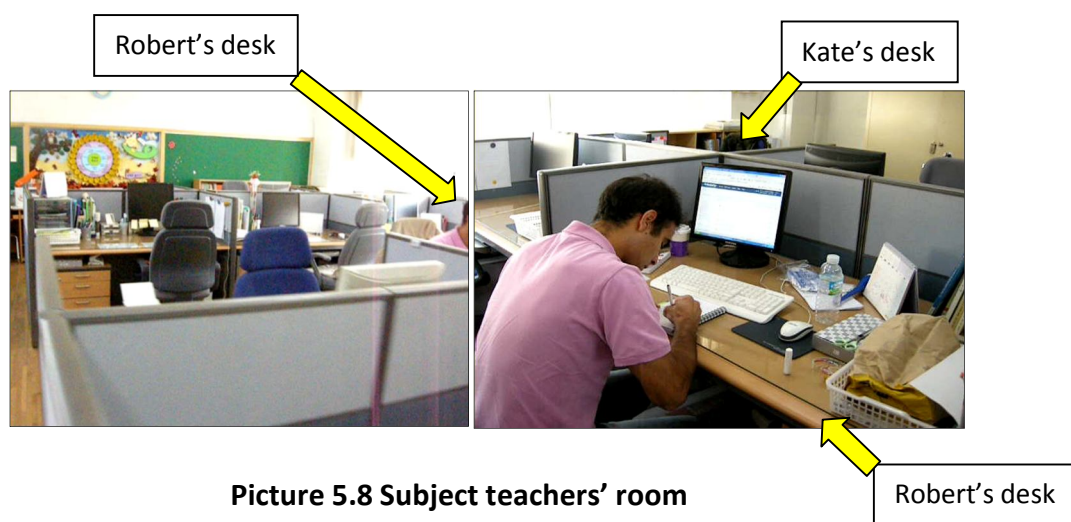 Robert’s desk
Kate’s desk
Picture 5.8 Subject teachers’ room
Robert’s desk